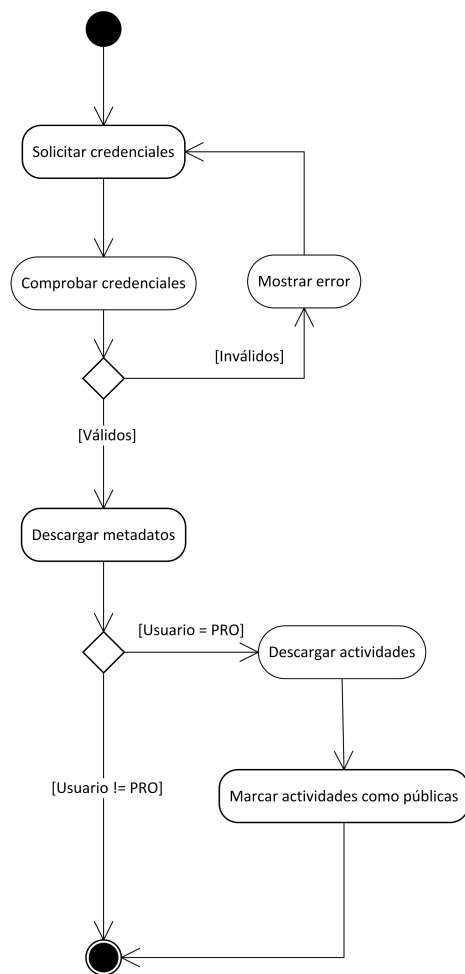 Solicitar credenciales
Comprobar credenciales
Mostrar error
[Inválidos]
[Válidos]
Descargar metadatos
[Usuario = PRO]
Descargar actividades
[Usuario != PRO]
Marcar actividades como públicas